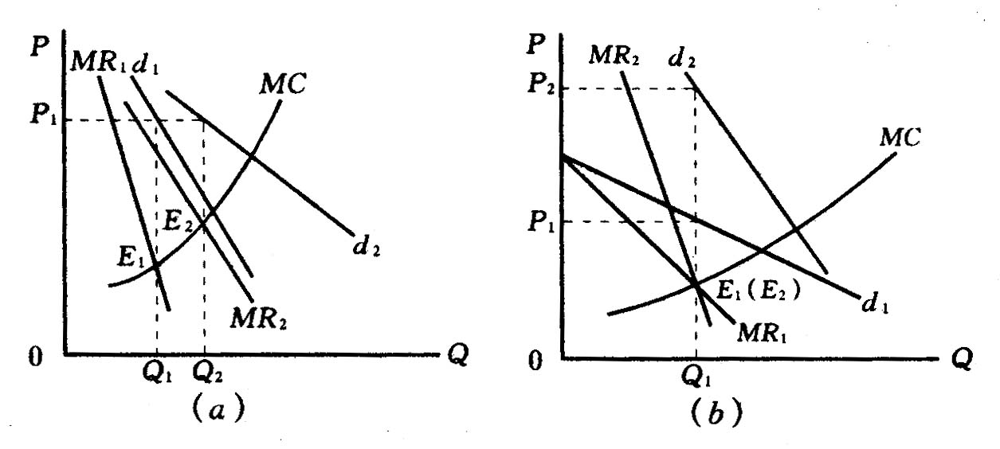 P
MR₁ d₁
MC
P₁
E₂
E₁
d₂
MR₂
0
Q₁ Q₂
Q
(a)
P
MR₂ d₂
P₂
MC
P₁
E₁(E₂)
d₁
MR₁
0
Q₁
Q
(b)